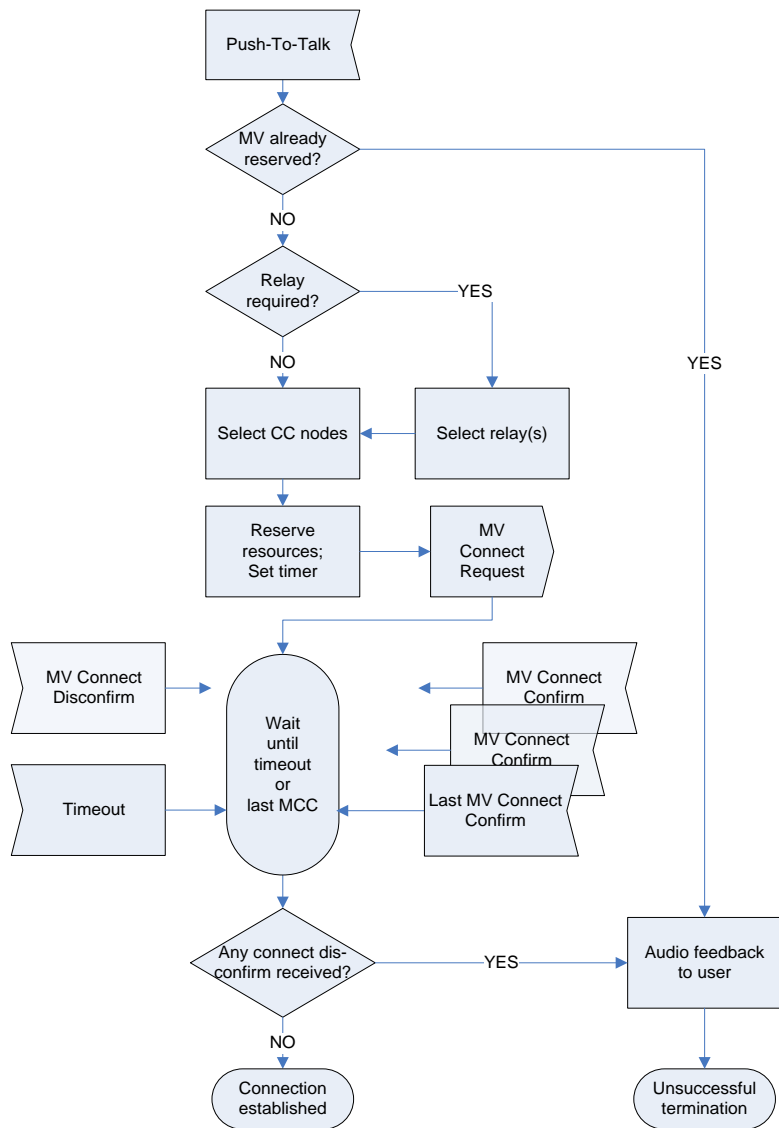 Push-To-Talk
MV already
reserved?
NO
Relay
required?
YES
NO
YES
Select CC nodes
Select relay(s)
Reserve
resources;
Set timer
MV
Connect
Request
MV Connect
Disconfirm
MV Connect
Confirm
Wait
until
timeout
or
last MCC
MV Connect
Confirm
Timeout
Last MV Connect
Confirm
Any connect dis-
confirm received?
YES
Audio feedback
to user
NO
Connection
established
Unsuccessful
termination